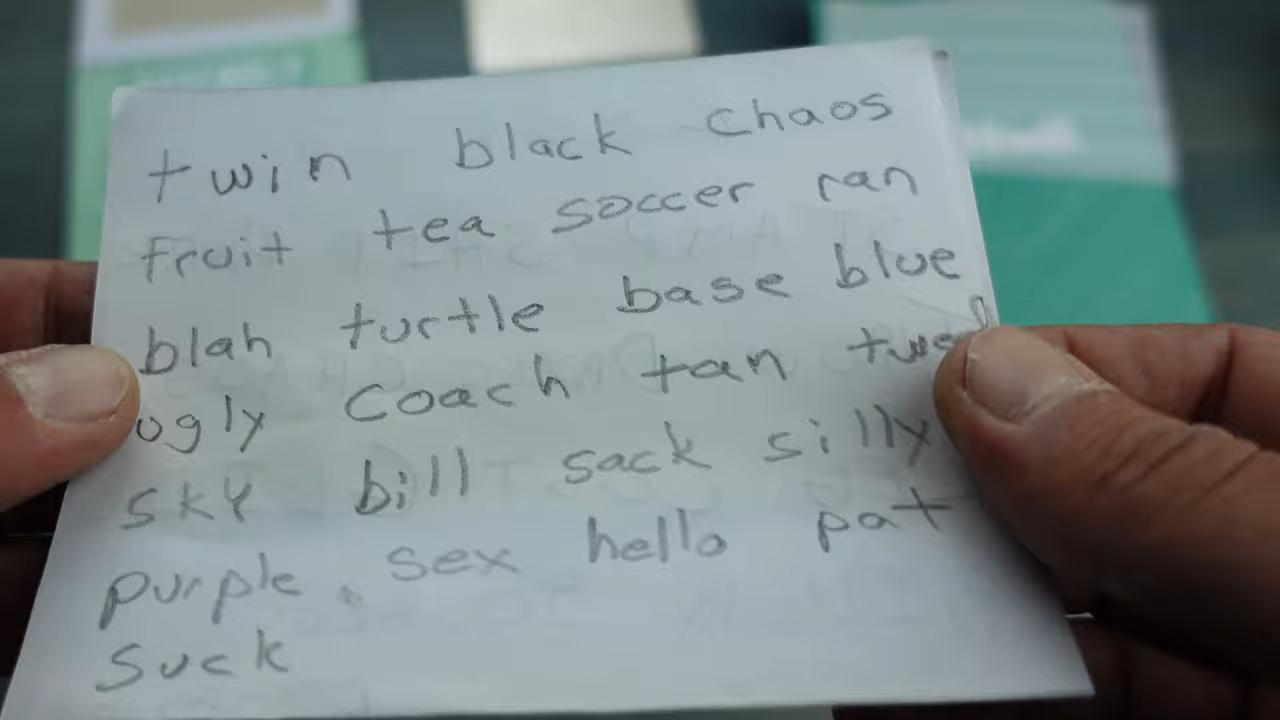 twin black chaos
fruit tea soccer ran
blah turtle base blue
ugly coach tan
sky bill sack silly
purple. sex hello pat
suck